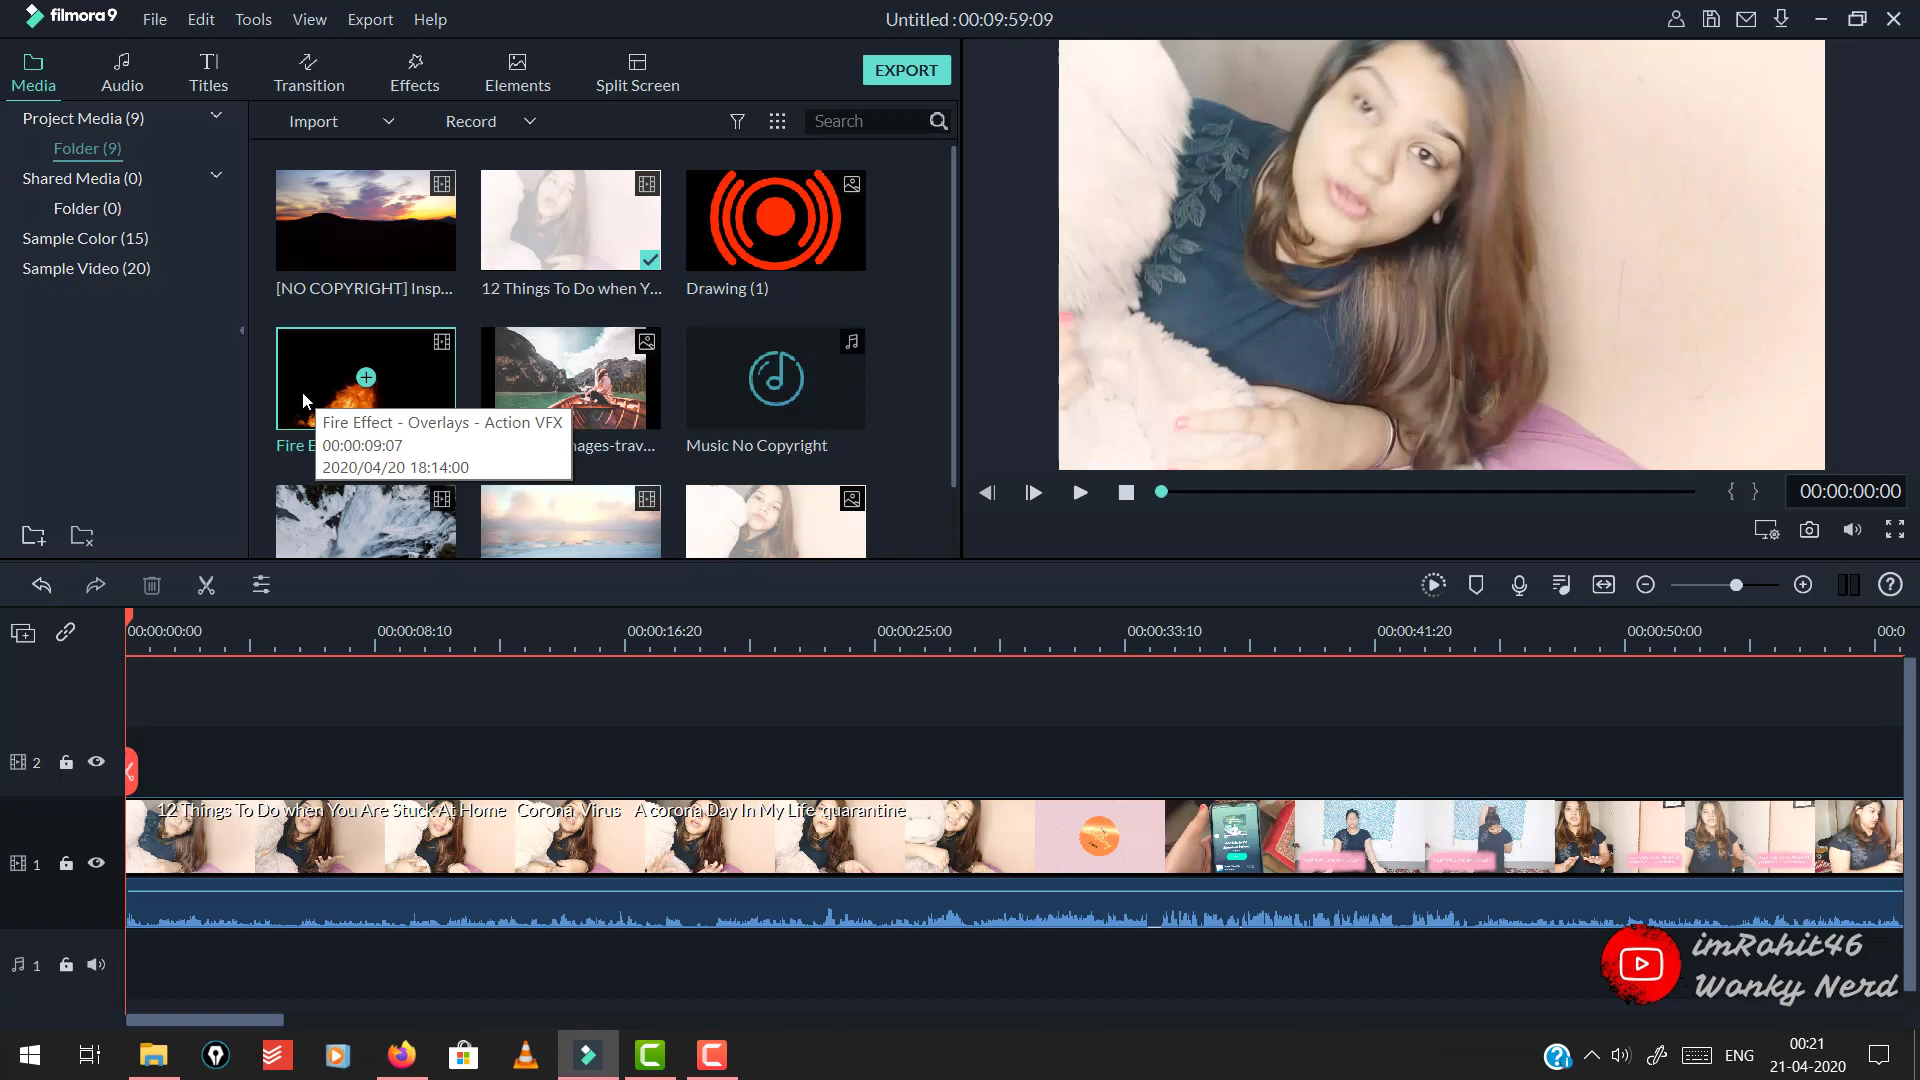 filmora9 File Edit Tools View Export Help Untitled : 00:09:59:09
Media Audio Titles Transition Effects Elements Split Screen EXPORT
Project Media (9)
Folder (9)
Shared Media (0)
Folder (0)
Sample Color (15)
Sample Video (20)
Import Record Search
[NO COPYRIGHT] Insp...
12 Things To Do when Y...
Drawing (1)
Fire E
ages-trav...
Music No Copyright
Fire Effect - Overlays - Action VFX
00:00:09:07
2020/04/20 18:14:00
{ } 00:00:00:00
00:00:00:00 00:00:08:10 00:00:16:20 00:00:25:00 00:00:33:10 00:00:41:20 00:00:50:00 00:0
2
12 Things To Do when You Are Stuck At Home Corona Virus A corona Day In My Life quarantine
1
1
imRohit46
Wonky Nerd
ENG
00:21
21-04-2020